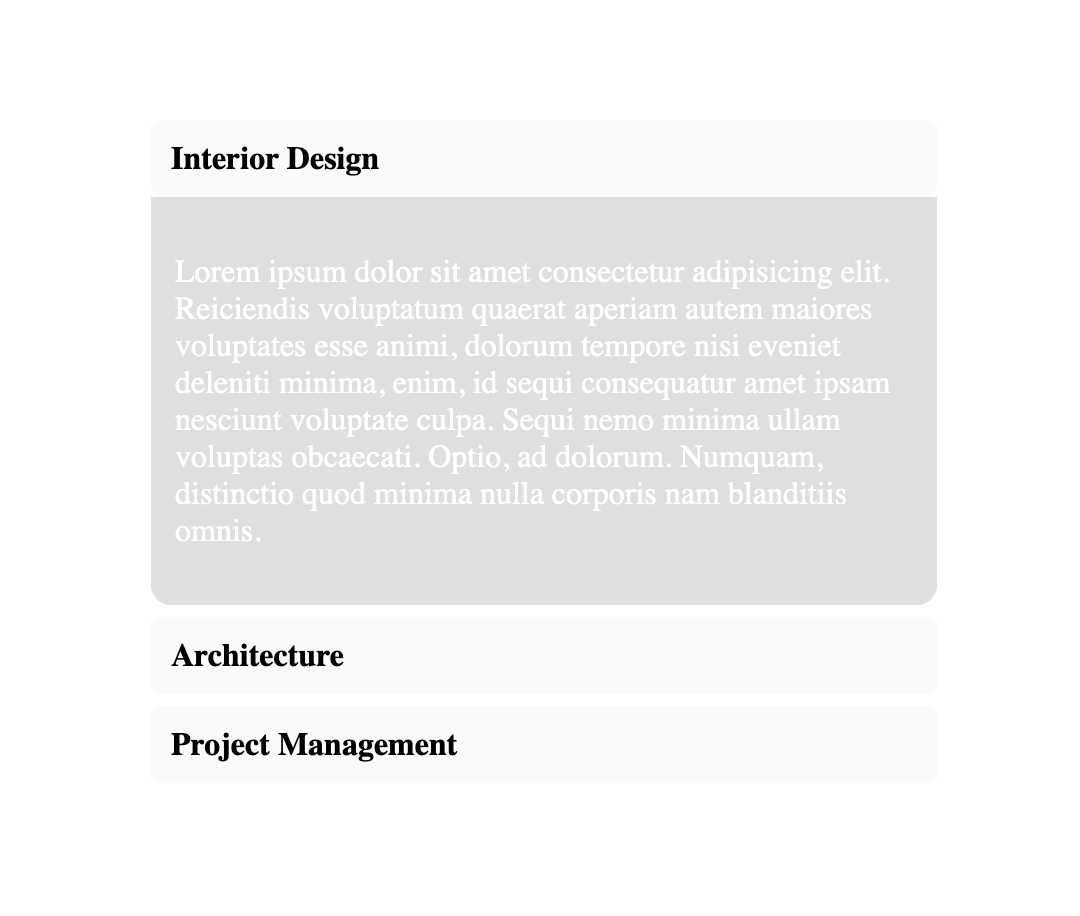 Interior Design
Lorem ipsum dolor sit amet consectetur adipisicing elit.
Reiciendis voluptatum quaerat aperiam autem maiores
voluptates esse animi, dolorum tempore nisi eveniet
deleniti minima, enim, id sequi consequatur amet ipsam
nesciunt voluptate culpa. Sequi nemo minima ullam
voluptas obcaecati. Optio, ad dolorum. Numquam,
distinctio quod minima nulla corporis nam blanditiis
omnis.
Architecture
Project Management